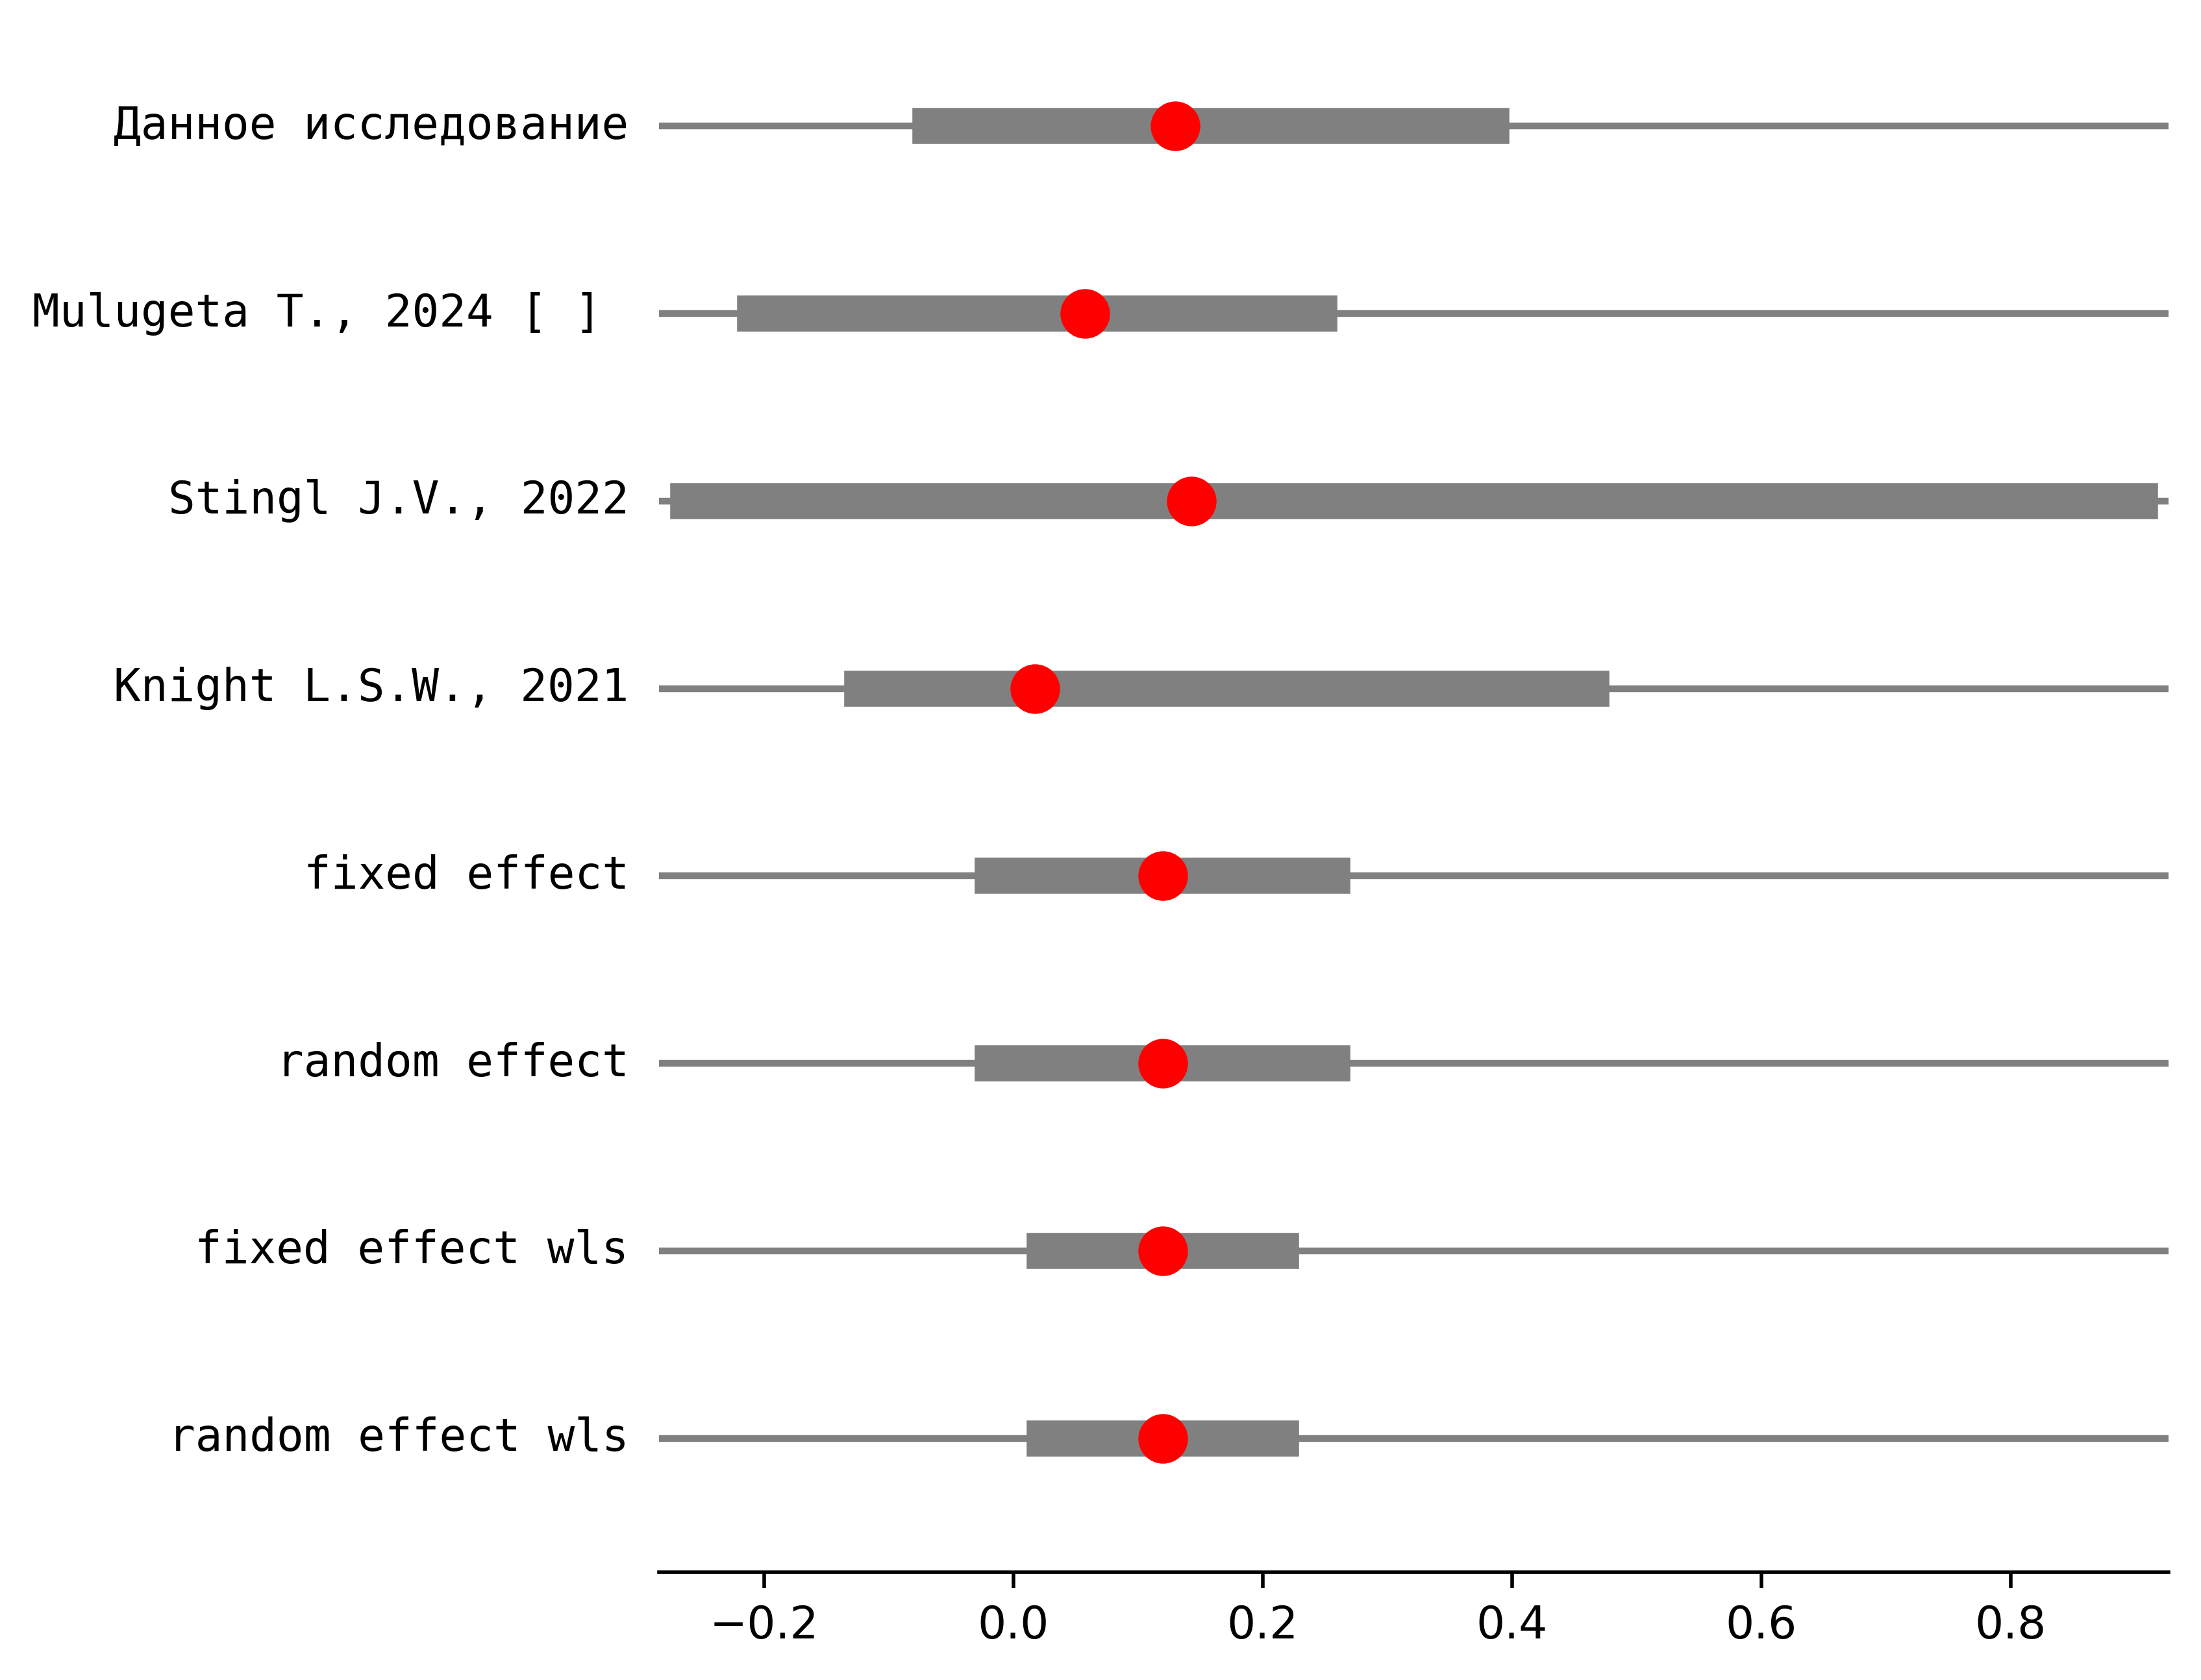 Данное исследование
Mulugeta T., 2024 [ ]
Stingl J.V., 2022
Knight L.S.W., 2021
fixed effect
random effect
fixed effect wls
random effect wls
−0.2 0.0 0.2 0.4 0.6 0.8